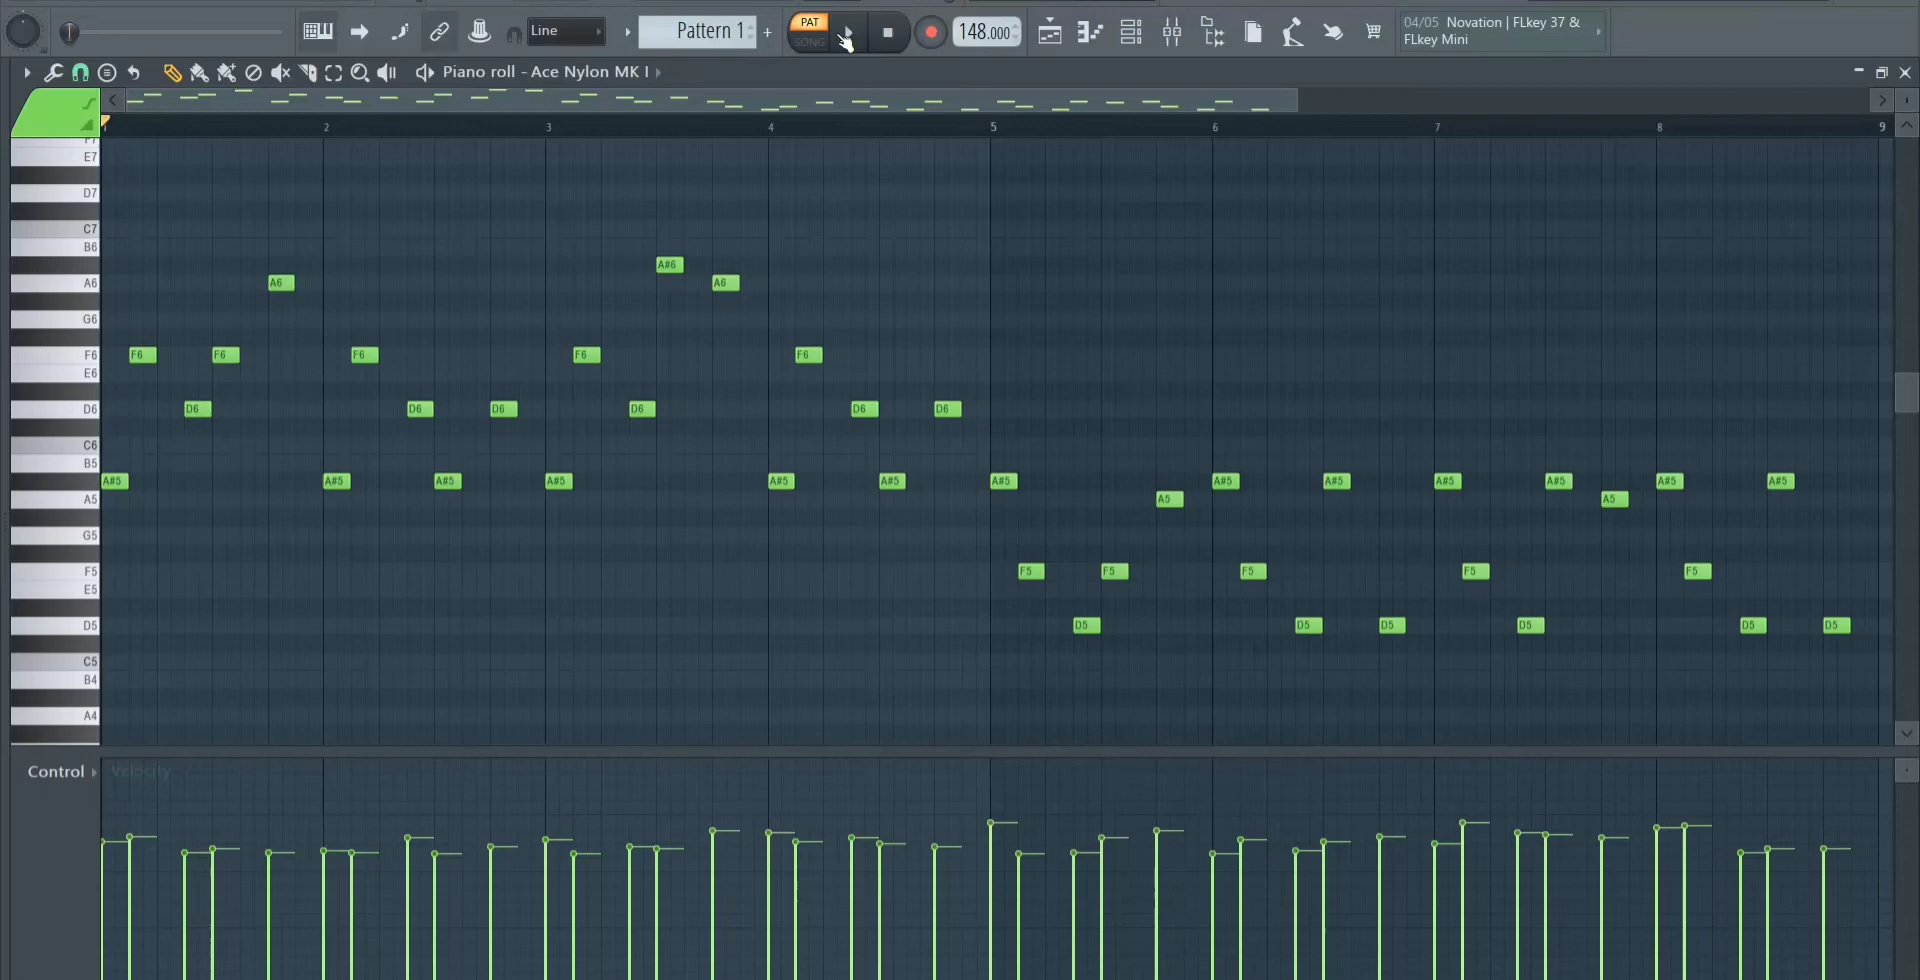 Line
Pattern 1
+
PAT
SONG
148.000
04/05 Novation | FLkey 37 &
FLkey Mini
Piano roll - Ace Nylon MK I
1 2 3 4 5 6 7 8 9
F7
E7
D7
C7
B6
A#6
A6 A6 A6
G6
F6 F6 F6 F6 F6 F6
E6
D6 D6 D6 D6 D6 D6 D6
C6
B5
A#5 A#5 A#5 A#5 A#5 A#5 A#5 A#5 A#5 A#5 A#5 A#5 A#5
A5 A5 A5
G5
F5 F5 F5 F5 F5 F5
E5
D5 D5 D5 D5 D5 D5 D5
C5
B4
A4
Control Velocity